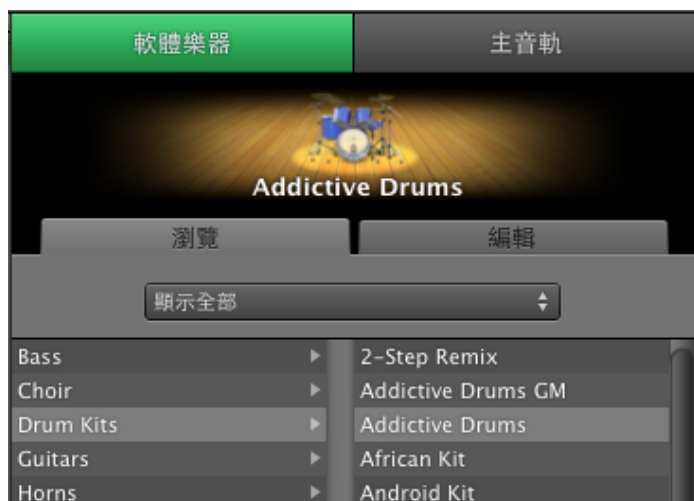 軟體樂器 主音軌
Addictive Drums
瀏覽 編輯
顯示全部
Bass 2-Step Remix
Choir Addictive Drums GM
Drum Kits Addictive Drums
Guitars African Kit
Horns Android Kit